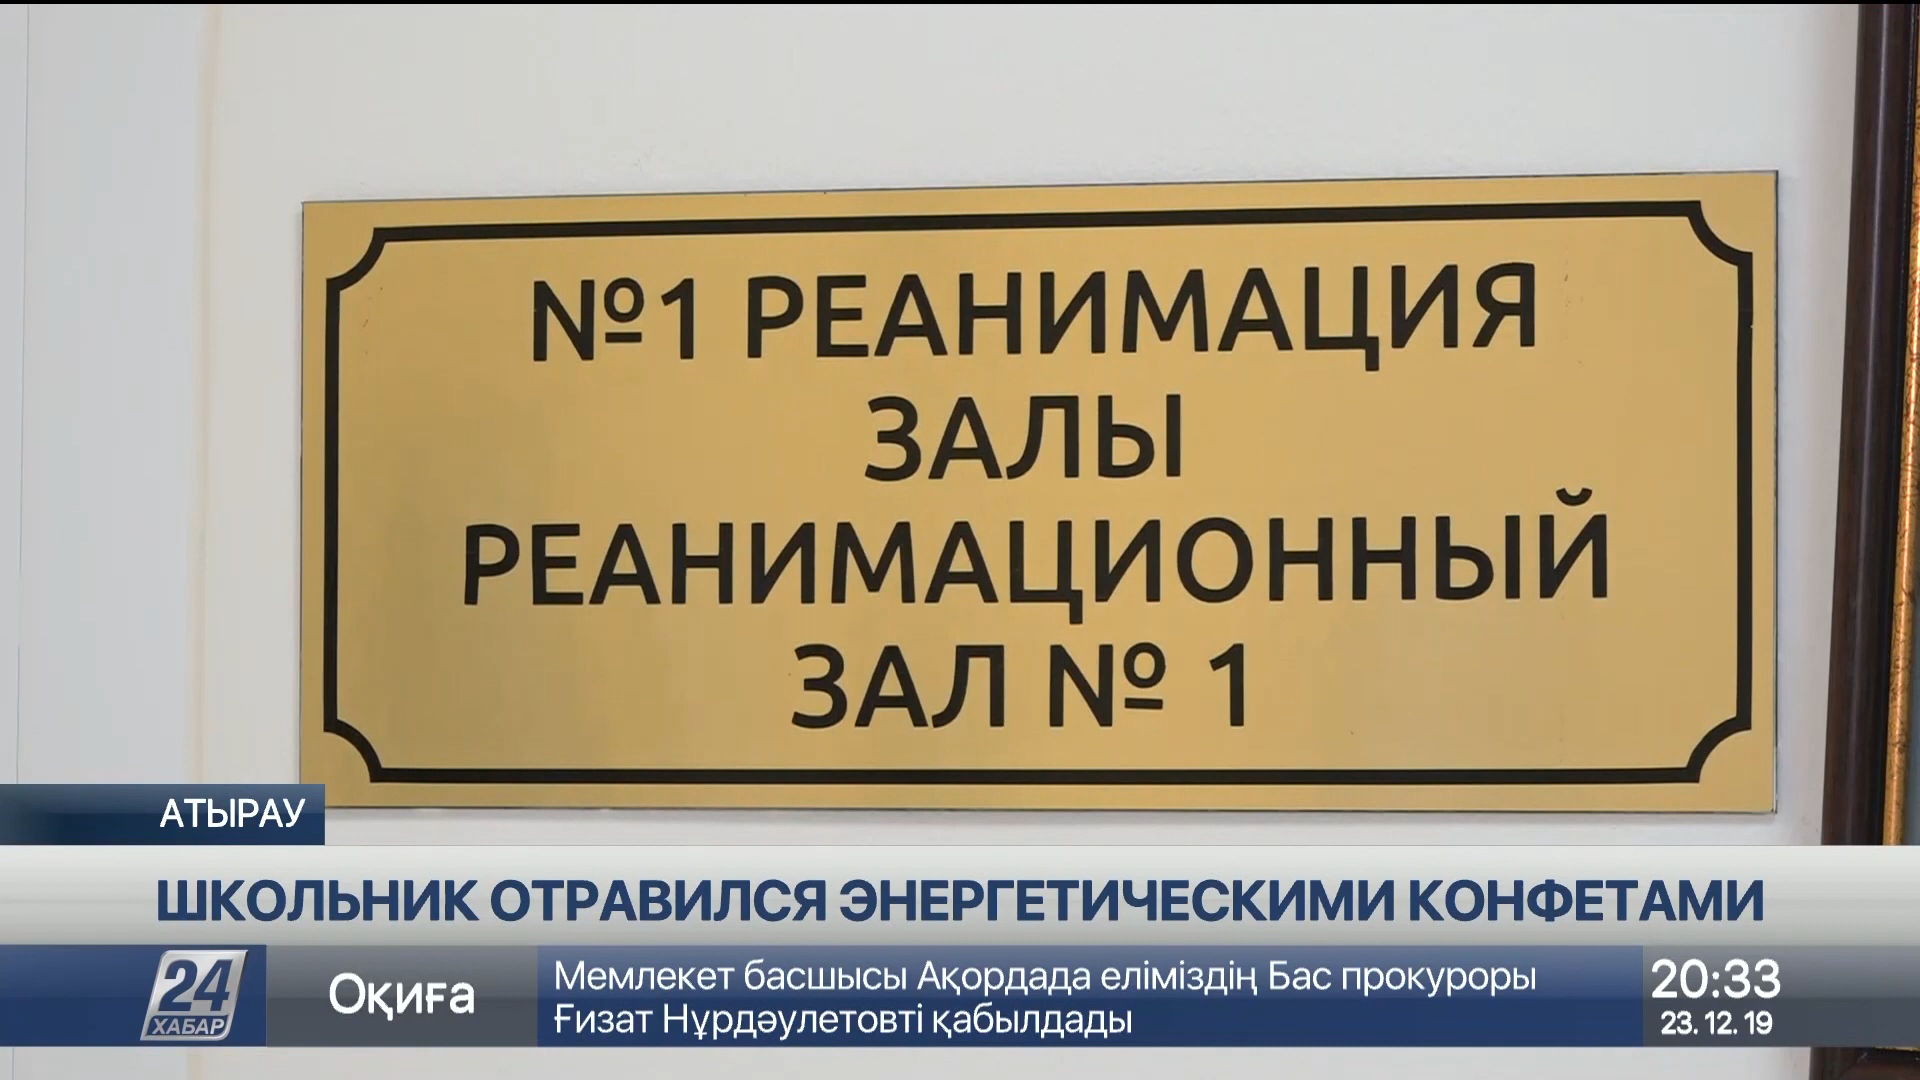 №1 РЕАНИМАЦИЯ
ЗАЛЫ
РЕАНИМАЦИОННЫЙ
ЗАЛ № 1
АТЫРАУ
ШКОЛЬНИК ОТРАВИЛСЯ ЭНЕРГЕТИЧЕСКИМИ КОНФЕТАМИ
24
ХАБАР
Оқиға
Мемлекет басшысы Ақордада еліміздің Бас прокуроры
Ғизат Нұрдәулетовті қабылдады
20:33
23. 12. 19